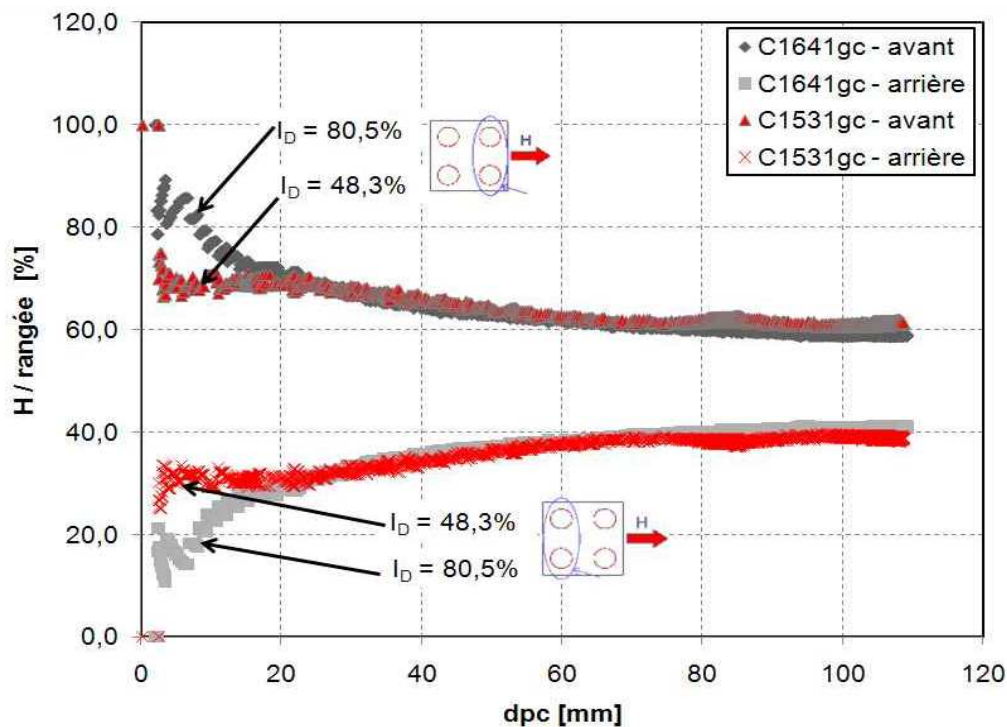 120,0
100,0
80,0
60,0
40,0
20,0
0,0
H / rangée [%]
◆ C1641gc - avant
■ C1641gc - arrière
▲ C1531gc - avant
× C1531gc - arrière
I_D = 80,5%
I_D = 48,3%
H
I_D = 48,3%
I_D = 80,5%
H
0
20
40
60
80
100
120
dpc [mm]